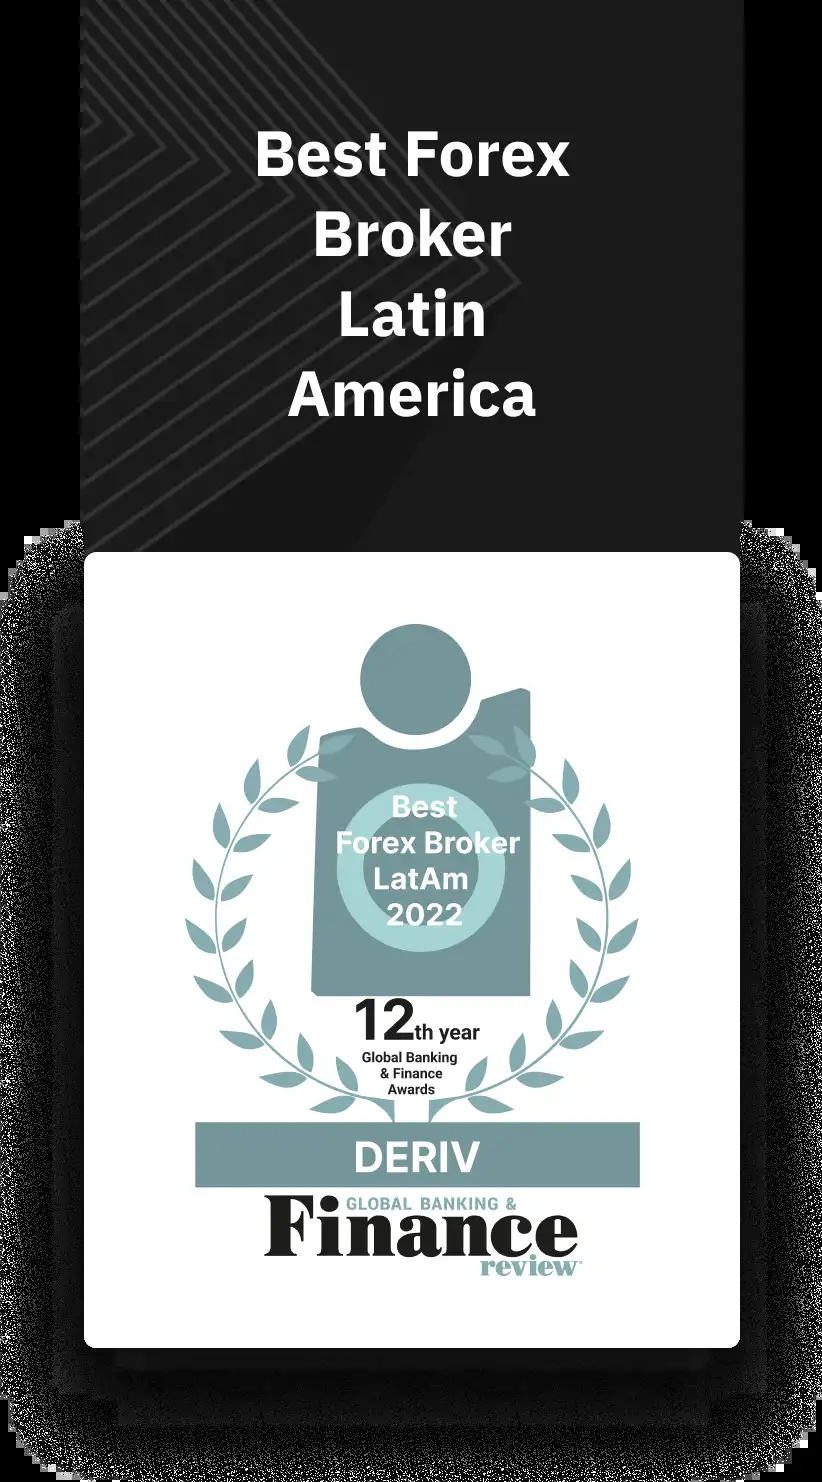 Best Forex
Broker
Latin
America
Best
Forex Broker
LatAm
2022
12th year
Global Banking
& Finance
Awards
DERIV
GLOBAL BANKING &
Finance
review